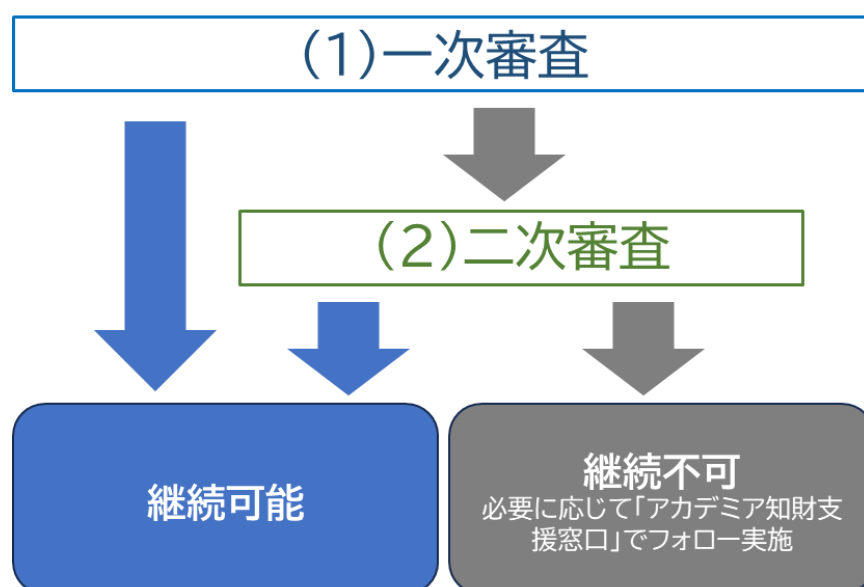 (1)一次審査
(2)二次審査
継続可能
継続不可
必要に応じて「アカデミア知財支
援窓口」でフォロー実施